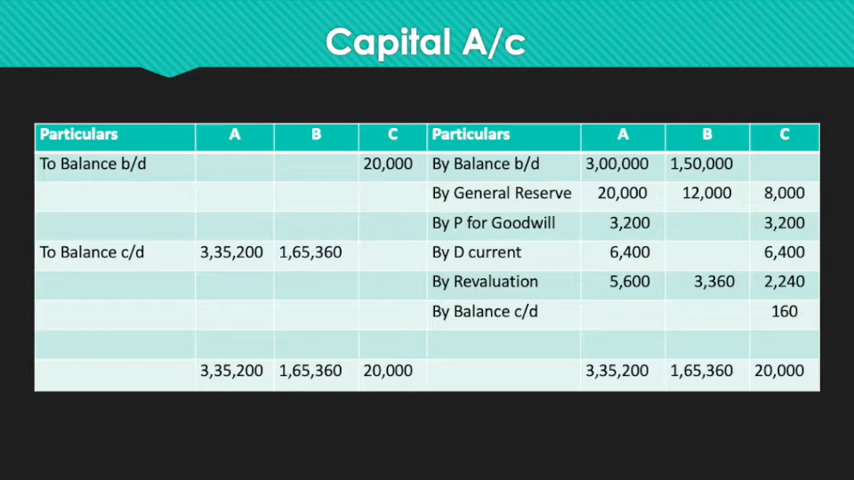 Capital A/c
Particulars A B C Particulars A B C
To Balance b/d 20,000 By Balance b/d 3,00,000 1,50,000
By General Reserve 20,000 12,000 8,000
By P for Goodwill 3,200 3,200
To Balance c/d 3,35,200 1,65,360 By D current 6,400 6,400
By Revaluation 5,600 3,360 2,240
By Balance c/d 160
3,35,200 1,65,360 20,000 3,35,200 1,65,360 20,000